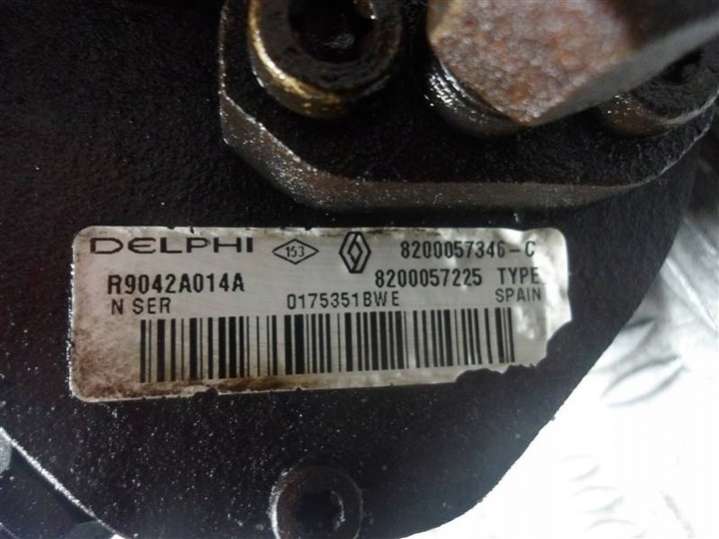 DELPHI 153 8200057346-C
R9042A014A 8200057225 TYPE
N SER 0175351BWE SPAIN